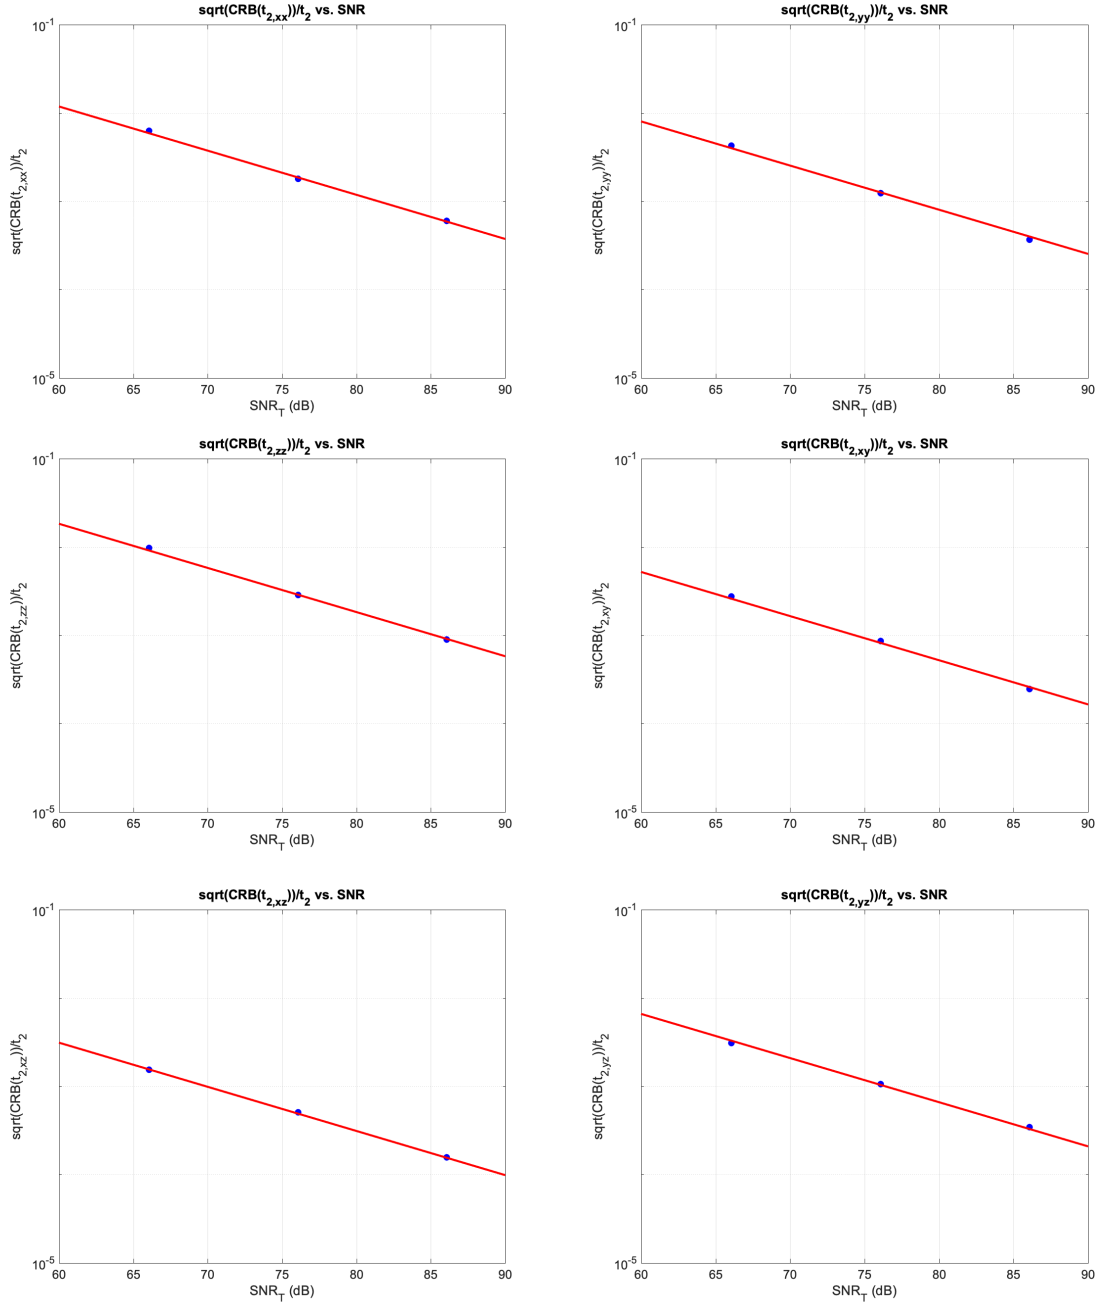 sqrt(CRB(t2,xx))/t2 vs. SNR
sqrt(CRB(t2,xx))/t2
10-1
10-5
60 65 70 75 80 85 90
SNRT (dB)
sqrt(CRB(t2,yy))/t2 vs. SNR
sqrt(CRB(t2,yy))/t2
10-1
10-5
60 65 70 75 80 85 90
SNRT (dB)
sqrt(CRB(t2,zz))/t2 vs. SNR
sqrt(CRB(t2,zz))/t2
10-1
10-5
60 65 70 75 80 85 90
SNRT (dB)
sqrt(CRB(t2,xy))/t2 vs. SNR
sqrt(CRB(t2,xy))/t2
10-1
10-5
60 65 70 75 80 85 90
SNRT (dB)
sqrt(CRB(t2,xz))/t2 vs. SNR
sqrt(CRB(t2,xz))/t2
10-1
10-5
60 65 70 75 80 85 90
SNRT (dB)
sqrt(CRB(t2,yz))/t2 vs. SNR
sqrt(CRB(t2,yz))/t2
10-1
10-5
60 65 70 75 80 85 90
SNRT (dB)